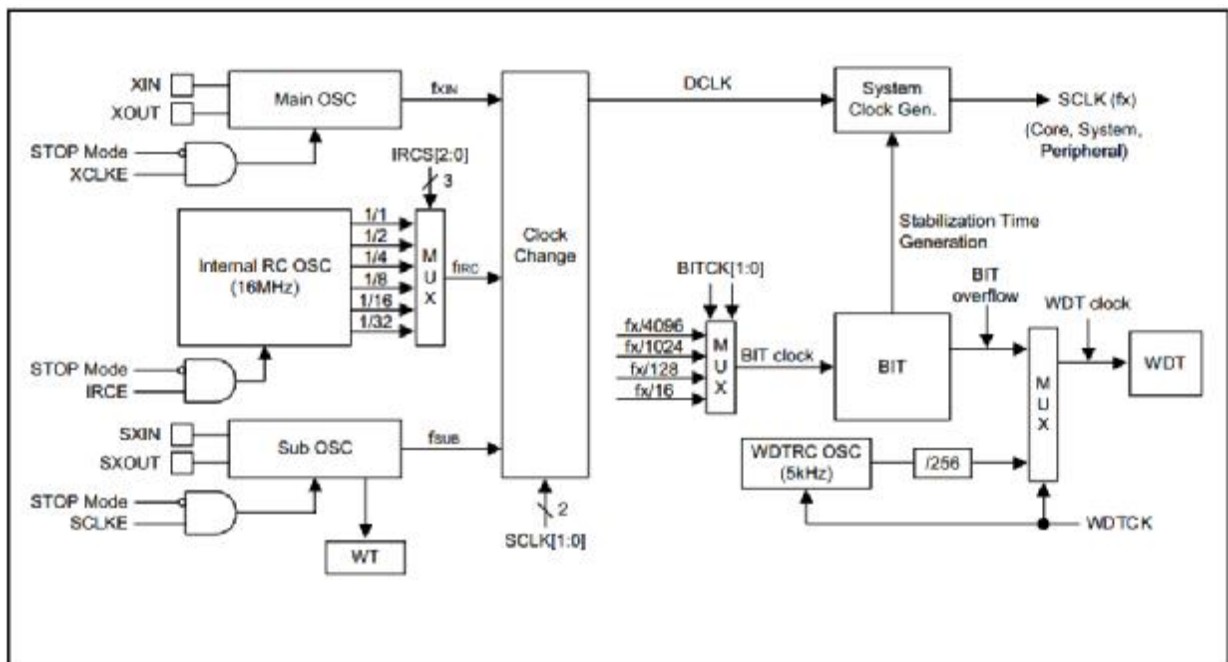 XIN
XOUT
Main OSC
fXIN
STOP Mode
XCLKE
IRCS[2:0]
3
Internal RC OSC
(16MHz)
1/1
1/2
1/4
1/8
1/16
1/32
MUX
fIRC
STOP Mode
IRCE
SXIN
SXOUT
Sub OSC
fSUB
STOP Mode
SCLKE
WT
Clock
Change
2
SCLK[1:0]
DCLK
System
Clock Gen.
SCLK (fx)
(Core, System,
Peripheral)
Stabilization Time
Generation
BITCK[1:0]
fx/4096
fx/1024
fx/128
fx/16
MUX
BIT clock
BIT
BIT
overflow
WDT clock
MUX
WDT
WDTRC OSC
(5kHz)
/256
WDTCK